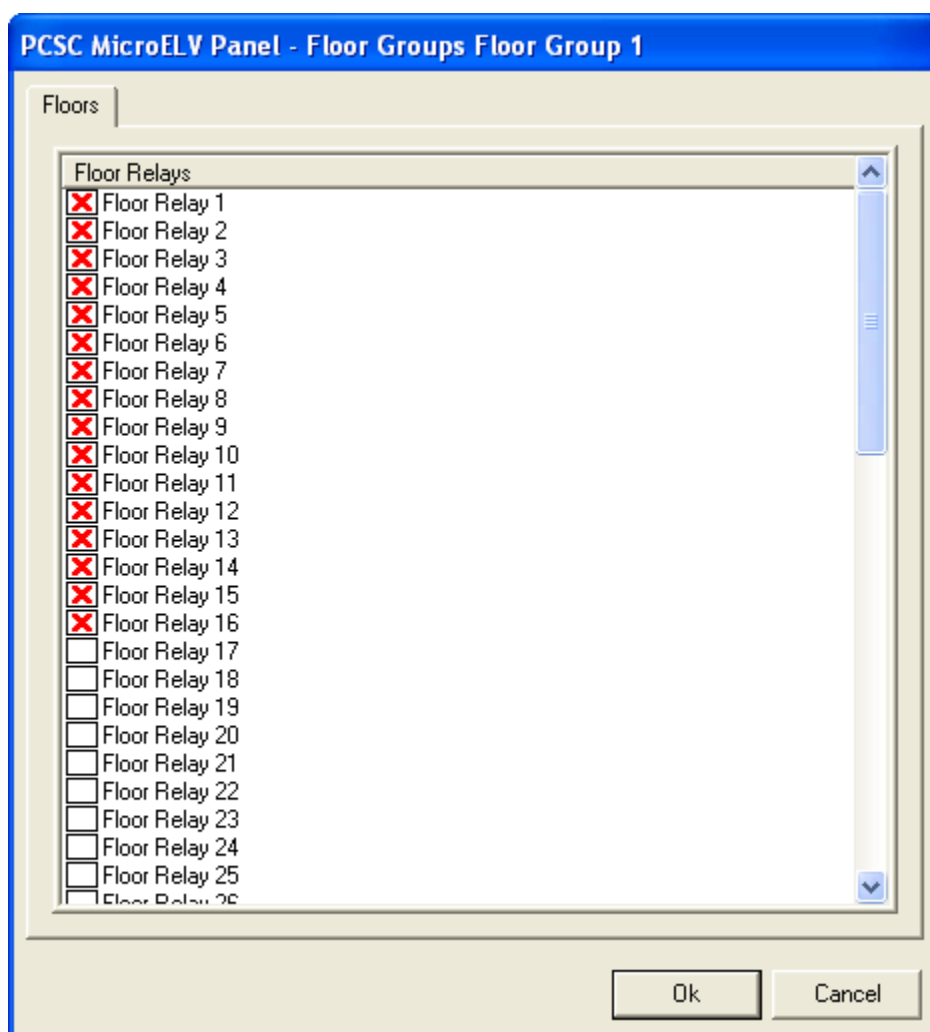 PCSC MicroELV Panel - Floor Groups Floor Group 1
Floors
Floor Relays
Floor Relay 1
Floor Relay 2
Floor Relay 3
Floor Relay 4
Floor Relay 5
Floor Relay 6
Floor Relay 7
Floor Relay 8
Floor Relay 9
Floor Relay 10
Floor Relay 11
Floor Relay 12
Floor Relay 13
Floor Relay 14
Floor Relay 15
Floor Relay 16
Floor Relay 17
Floor Relay 18
Floor Relay 19
Floor Relay 20
Floor Relay 21
Floor Relay 22
Floor Relay 23
Floor Relay 24
Floor Relay 25
Floor Relay 26
Ok Cancel